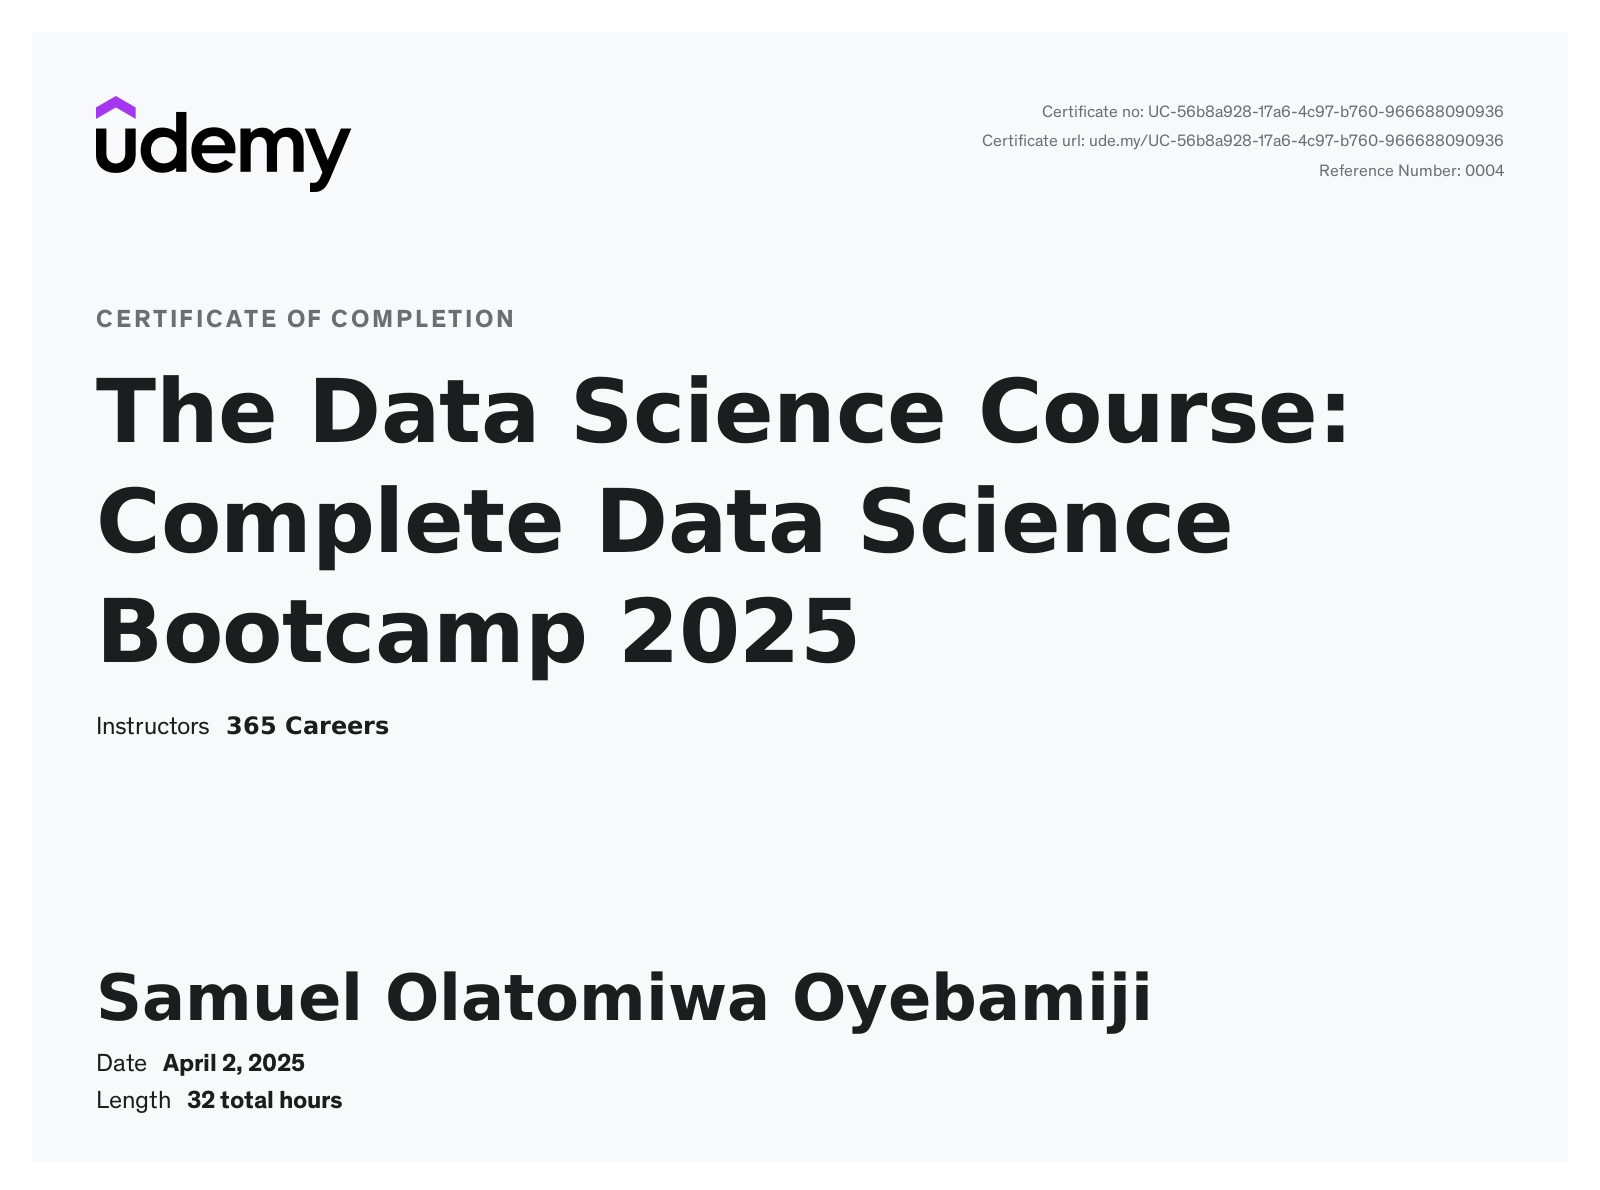 udemy
Certificate no: UC-56b8a928-17a6-4c97-b760-966688090936
Certificate url: ude.my/UC-56b8a928-17a6-4c97-b760-966688090936
Reference Number: 0004
CERTIFICATE OF COMPLETION
The Data Science Course:
Complete Data Science
Bootcamp 2025
Instructors 365 Careers
Samuel Olatomiwa Oyebamiji
Date April 2, 2025
Length 32 total hours